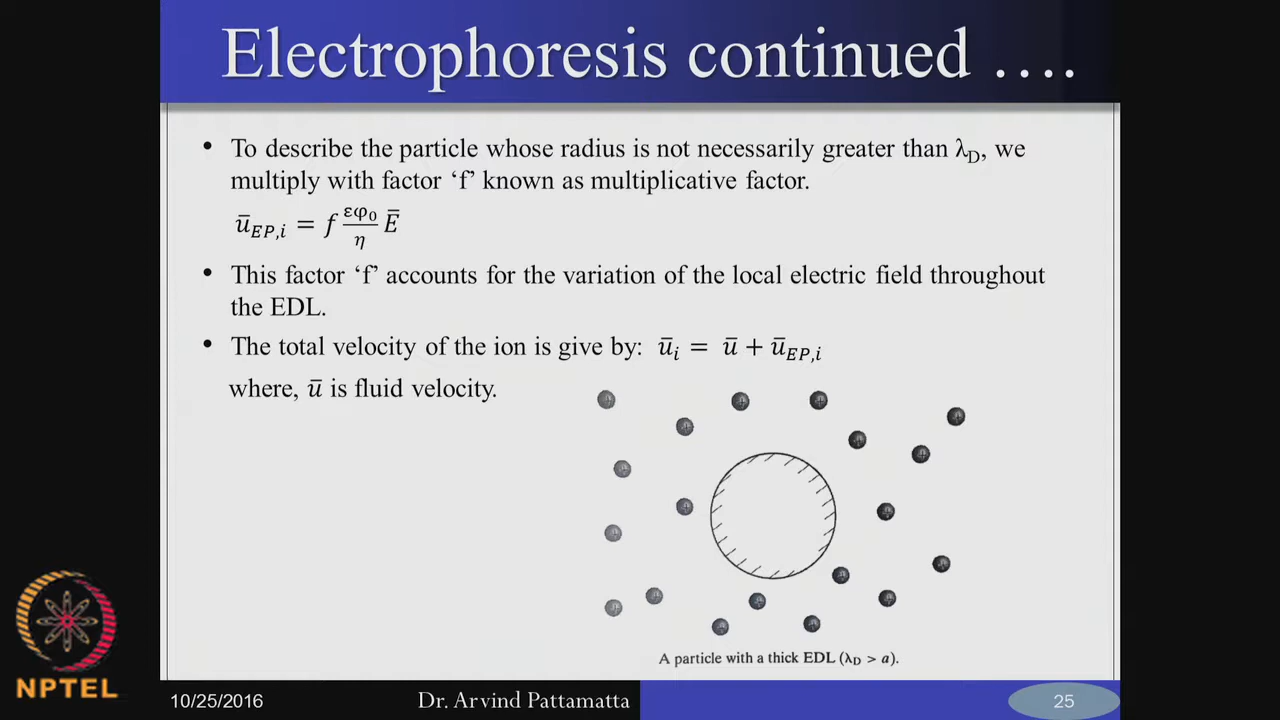 Electrophoresis continued ….
• To describe the particle whose radius is not necessarily greater than λ_D, we
multiply with factor ‘f’ known as multiplicative factor.
ū_EP,i = f εφ₀/η Ē
• This factor ‘f’ accounts for the variation of the local electric field throughout
the EDL.
• The total velocity of the ion is give by: ū_i = ū + ū_EP,i
where, ū is fluid velocity.
A particle with a thick EDL (λ_D > a).
NPTEL
10/25/2016
Dr. Arvind Pattamatta
25